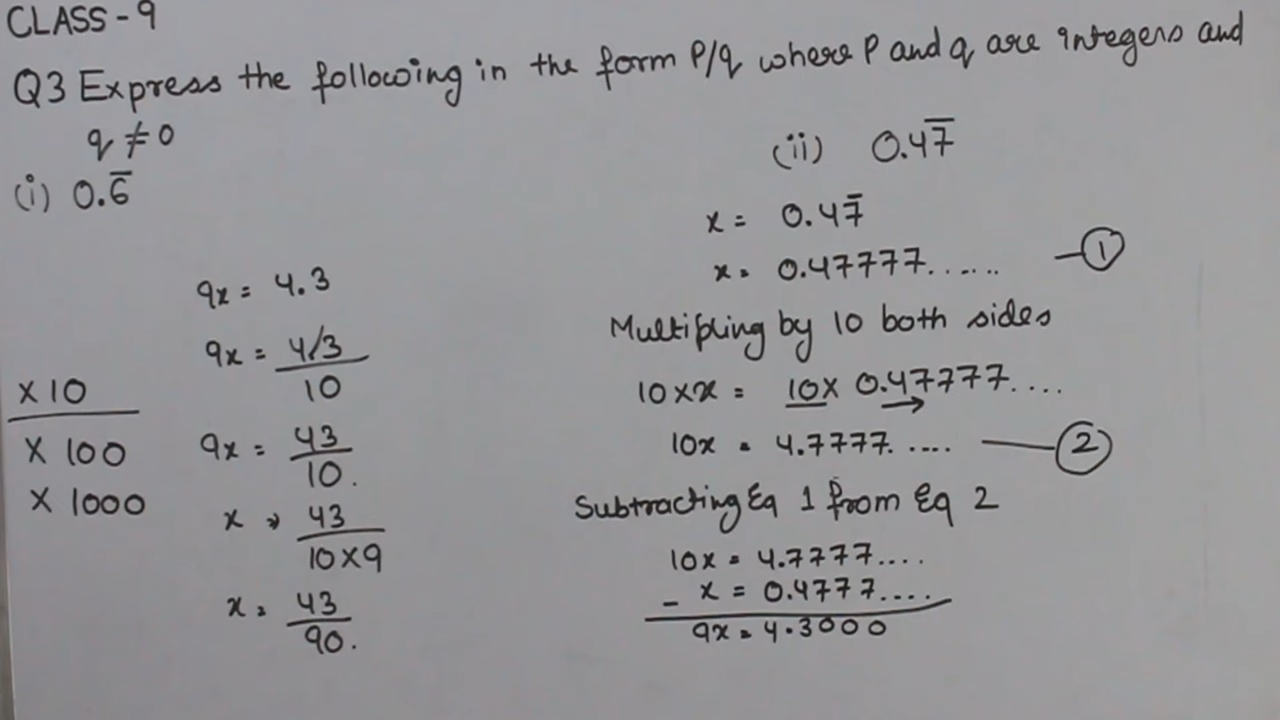 CLASS - 9
Q3 Express the following in the form P/q where P and q are integers and
q ≠ 0
(i) 0.6̅
(ii) 0.47̅
x = 0.47̅
x = 0.47777...... —①
Multipling by 10 both sides
10×x = 10× 0.47777....
10x = 4.7777..... —②
Subtracting Eq 1 from Eq 2
10x = 4.7777....
- x = 0.4777....
9x = 4.3000
9x = 4.3
9x = 4/3
10
9x = 43
10.
x = 43
10×9
x = 43
90.
× 10
× 100
× 1000